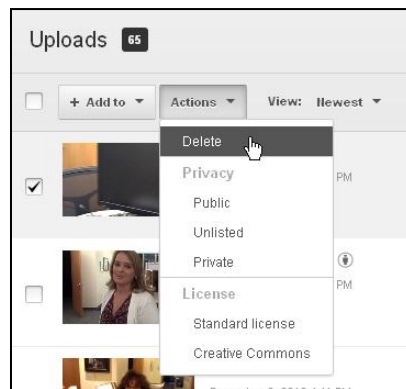 Uploads 65
+ Add to Actions View: Newest
Delete
Privacy
PM
Public
Unlisted
Private
PM
License
Standard license
Creative Commons